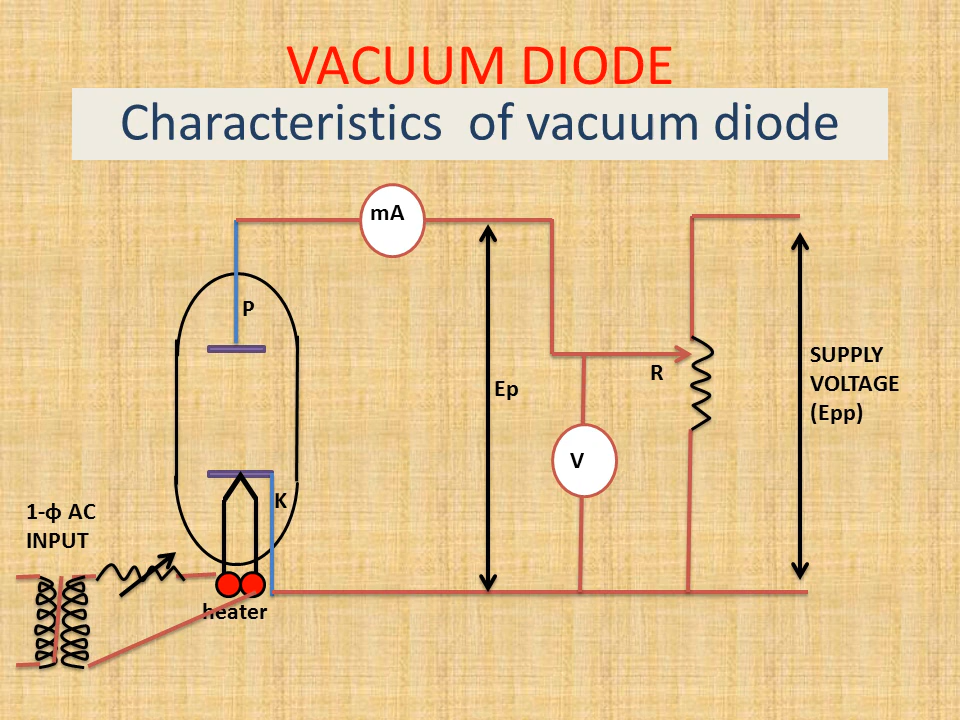 VACUUM DIODE
Characteristics of vacuum diode
mA
P
Ep
R
SUPPLY
VOLTAGE
(Epp)
V
K
1-ф AC
INPUT
heater